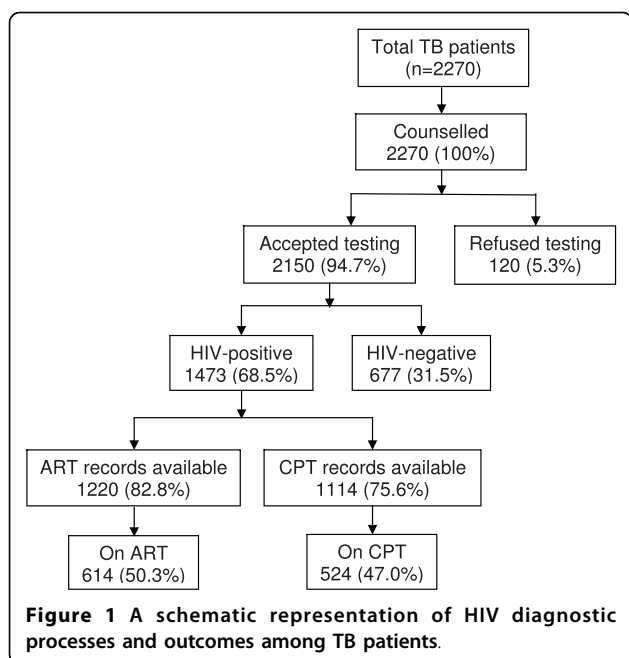 Total TB patients
(n=2270)
Counselled
2270 (100%)
Accepted testing
2150 (94.7%)
Refused testing
120 (5.3%)
HIV-positive
1473 (68.5%)
HIV-negative
677 (31.5%)
ART records available
1220 (82.8%)
CPT records available
1114 (75.6%)
On ART
614 (50.3%)
On CPT
524 (47.0%)
Figure 1 A schematic representation of HIV diagnostic
processes and outcomes among TB patients.